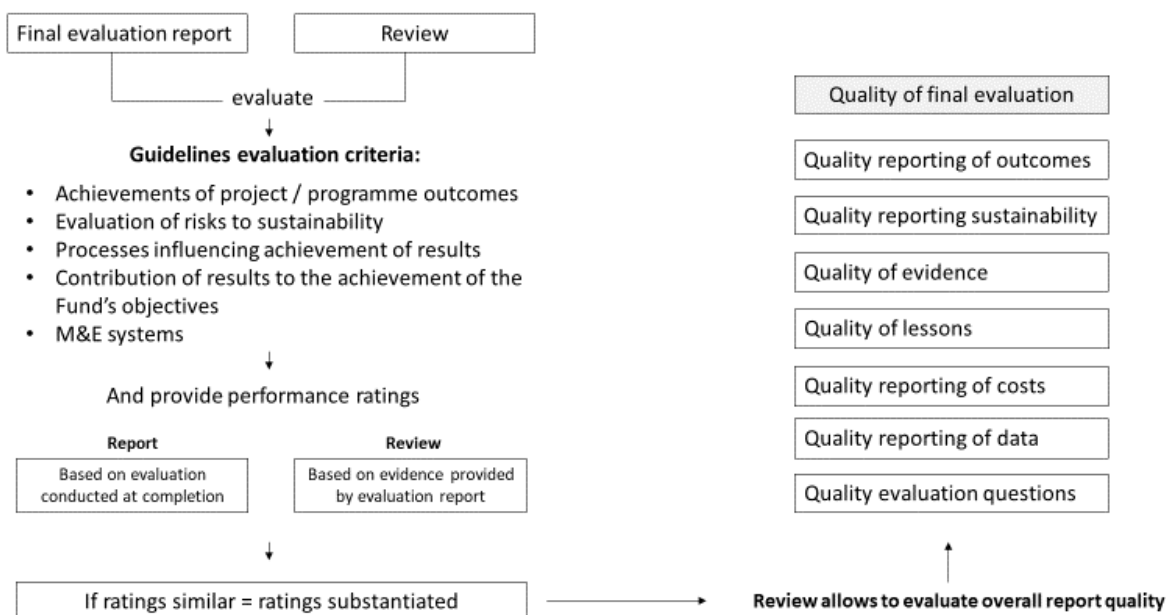 Final evaluation report
Review
evaluate
Guidelines evaluation criteria:
• Achievements of project / programme outcomes
• Evaluation of risks to sustainability
• Processes influencing achievement of results
• Contribution of results to the achievement of the
Fund's objectives
• M&E systems
And provide performance ratings
Report
Based on evaluation
conducted at completion
Review
Based on evidence provided
by evaluation report
If ratings similar = ratings substantiated
Quality of final evaluation
Quality reporting of outcomes
Quality reporting sustainability
Quality of evidence
Quality of lessons
Quality reporting of costs
Quality reporting of data
Quality evaluation questions
Review allows to evaluate overall report quality